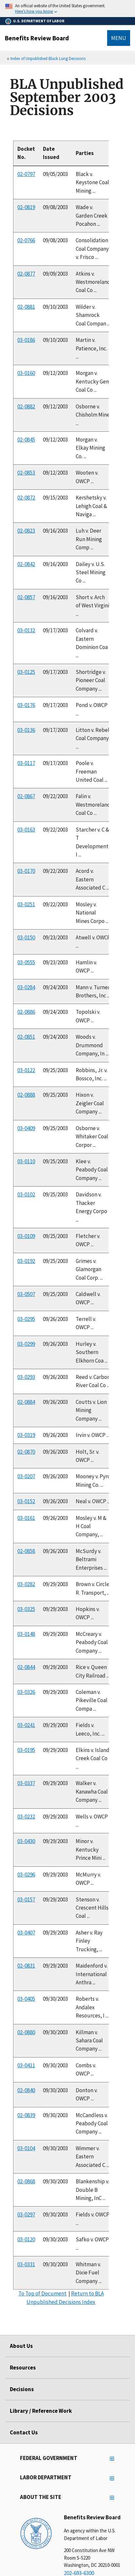 An official website of the United States government.
Here's how you know
U.S. DEPARTMENT OF LABOR
Benefits Review Board
MENU
« Index of Unpublished Black Lung Decisions
BLA Unpublished
September 2003
Decisions
Docket No. Date Issued Parties
02-0797 09/05/2003 Black v. Keystone Coal Mining ...
02-0819 09/08/2003 Wade v. Garden Creek Pocahon ...
02-0766 09/08/2003 Consolidation Coal Company v. Frisco ...
02-0877 09/09/2003 Atkins v. Westmoreland Coal Co ...
02-0881 09/10/2003 Wilder v. Shamrock Coal Compan ...
03-0166 09/10/2003 Martin v. Patience, Inc. ...
03-0160 09/12/2003 Morgan v. Kentucky Gem Coal Co ...
02-0882 09/12/2003 Osborne v. Chisholm Mine ...
02-0845 09/12/2003 Morgan v. Elkay Mining Co. ...
02-0853 09/12/2003 Wooten v. OWCP ...
02-0872 09/15/2003 Kershetsky v. Lehigh Coal & Naviga ...
02-0823 09/16/2003 Luh v. Deer Run Mining Comp ...
02-0842 09/16/2003 Dailey v. U.S. Steel Mining Co ...
02-0857 09/16/2003 Short v. Arch of West Virgini ...
03-0132 09/17/2003 Colvard v. Eastern Dominion Coa ...
03-0125 09/17/2003 Shortridge v. Pioneer Coal Company ...
03-0176 09/17/2003 Pond v. OWCP ...
03-0136 09/17/2003 Litton v. Rebel Coal Company, ...
03-0117 09/17/2003 Poole v. Freeman United Coal ...
02-0867 09/22/2003 Falin v. Westmoreland Coal Co ...
03-0163 09/22/2003 Starcher v. C & T Development I ...
03-0170 09/22/2003 Acord v. Eastern Associated C ...
03-0251 09/22/2003 Mosley v. National Mines Corpo ...
03-0150 09/23/2003 Atwell v. OWCP ...
03-0555 09/23/2003 Hamlin v. OWCP ...
03-0284 09/24/2003 Mann v. Turner Brothers, Inc ...
02-0886 09/24/2003 Topolski v. OWCP ...
02-0851 09/24/2003 Woods v. Drummond Company, In ...
03-0122 09/25/2003 Robbins, Jr. v. Bossco, Inc. ...
02-0888 09/25/2003 Hixon v. Zeigler Coal Company ...
03-0409 09/25/2003 Osborne v. Whitaker Coal Corpor ...
03-0110 09/25/2003 Klee v. Peabody Coal Company ...
03-0102 09/25/2003 Davidson v. Thacker Energy Corpo ...
03-0109 09/25/2003 Fletcher v. OWCP ...
03-0192 09/25/2003 Grimes v. Glamorgan Coal Corp. ...
03-0507 09/25/2003 Caldwell v. OWCP ...
03-0295 09/26/2003 Terrell v. OWCP ...
03-0299 09/26/2003 Hurley v. Southern Elkhorn Coa ...
03-0293 09/26/2003 Reed v. Carbon River Coal Co ...
02-0884 09/26/2003 Coutts v. Lion Mining Company ...
03-0319 09/26/2003 Irvin v. OWCP ...
02-0870 09/26/2003 Holt, Sr. v. OWCP ...
03-0207 09/26/2003 Mooney v. Pyro Mining Co. ...
03-0152 09/26/2003 Neal v. OWCP ...
03-0161 09/26/2003 Mosley v. M & H Coal Company, ...
02-0856 09/26/2003 McSurdy v. Beltrami Enterprises ...
03-0282 09/29/2003 Brown v. Circle R. Transport, ...
03-0325 09/29/2003 Hopkins v. OWCP ...
03-0148 09/29/2003 McCreary v. Peabody Coal Company ...
02-0844 09/29/2003 Rice v. Queen City Railroad ...
03-0326 09/29/2003 Coleman v. Pikeville Coal Compa ...
03-0241 09/29/2003 Fields v. Leeco, Inc. ...
03-0195 09/29/2003 Elkins v. Island Creek Coal Co ...
03-0337 09/29/2003 Walker v. Kanawha Coal Company ...
03-0232 09/29/2003 Wells v. OWCP ...
03-0430 09/29/2003 Minor v. Kentucky Prince Mini ...
03-0296 09/29/2003 McMurry v. OWCP ...
03-0157 09/29/2003 Stenson v. Crescent Hills Coal ...
03-0407 09/29/2003 Asher v. Ray Finley Trucking, ...
02-0831 09/29/2003 Maidenford v. International Anthra ...
03-0405 09/30/2003 Roberts v. Andalex Resources, I ...
02-0880 09/30/2003 Killman v. Sahara Coal Company ...
03-0411 09/30/2003 Combs v. OWCP ...
02-0840 09/30/2003 Donton v. OWCP ...
02-0839 09/30/2003 McCandless v. Peabody Coal Company ...
03-0104 09/30/2003 Wimmer v. Eastern Associated C ...
02-0868 09/30/2003 Blankenship v. Double B Mining, InC ...
03-0297 09/30/2003 Fields v. OWCP ...
03-0120 09/30/2003 Safko v. OWCP ...
03-0331 09/30/2003 Whitman v. Dixie Fuel Company ...
To Top of Document | Return to BLA
Unpublished Decisions Index
About Us
Resources
Decisions
Library / Reference Work
Contact Us
FEDERAL GOVERNMENT
LABOR DEPARTMENT
ABOUT THE SITE
Benefits Review Board
An agency within the U.S.
Department of Labor
200 Constitution Ave NW
Room S-5220
Washington, DC 20210-0001
202-693-6300